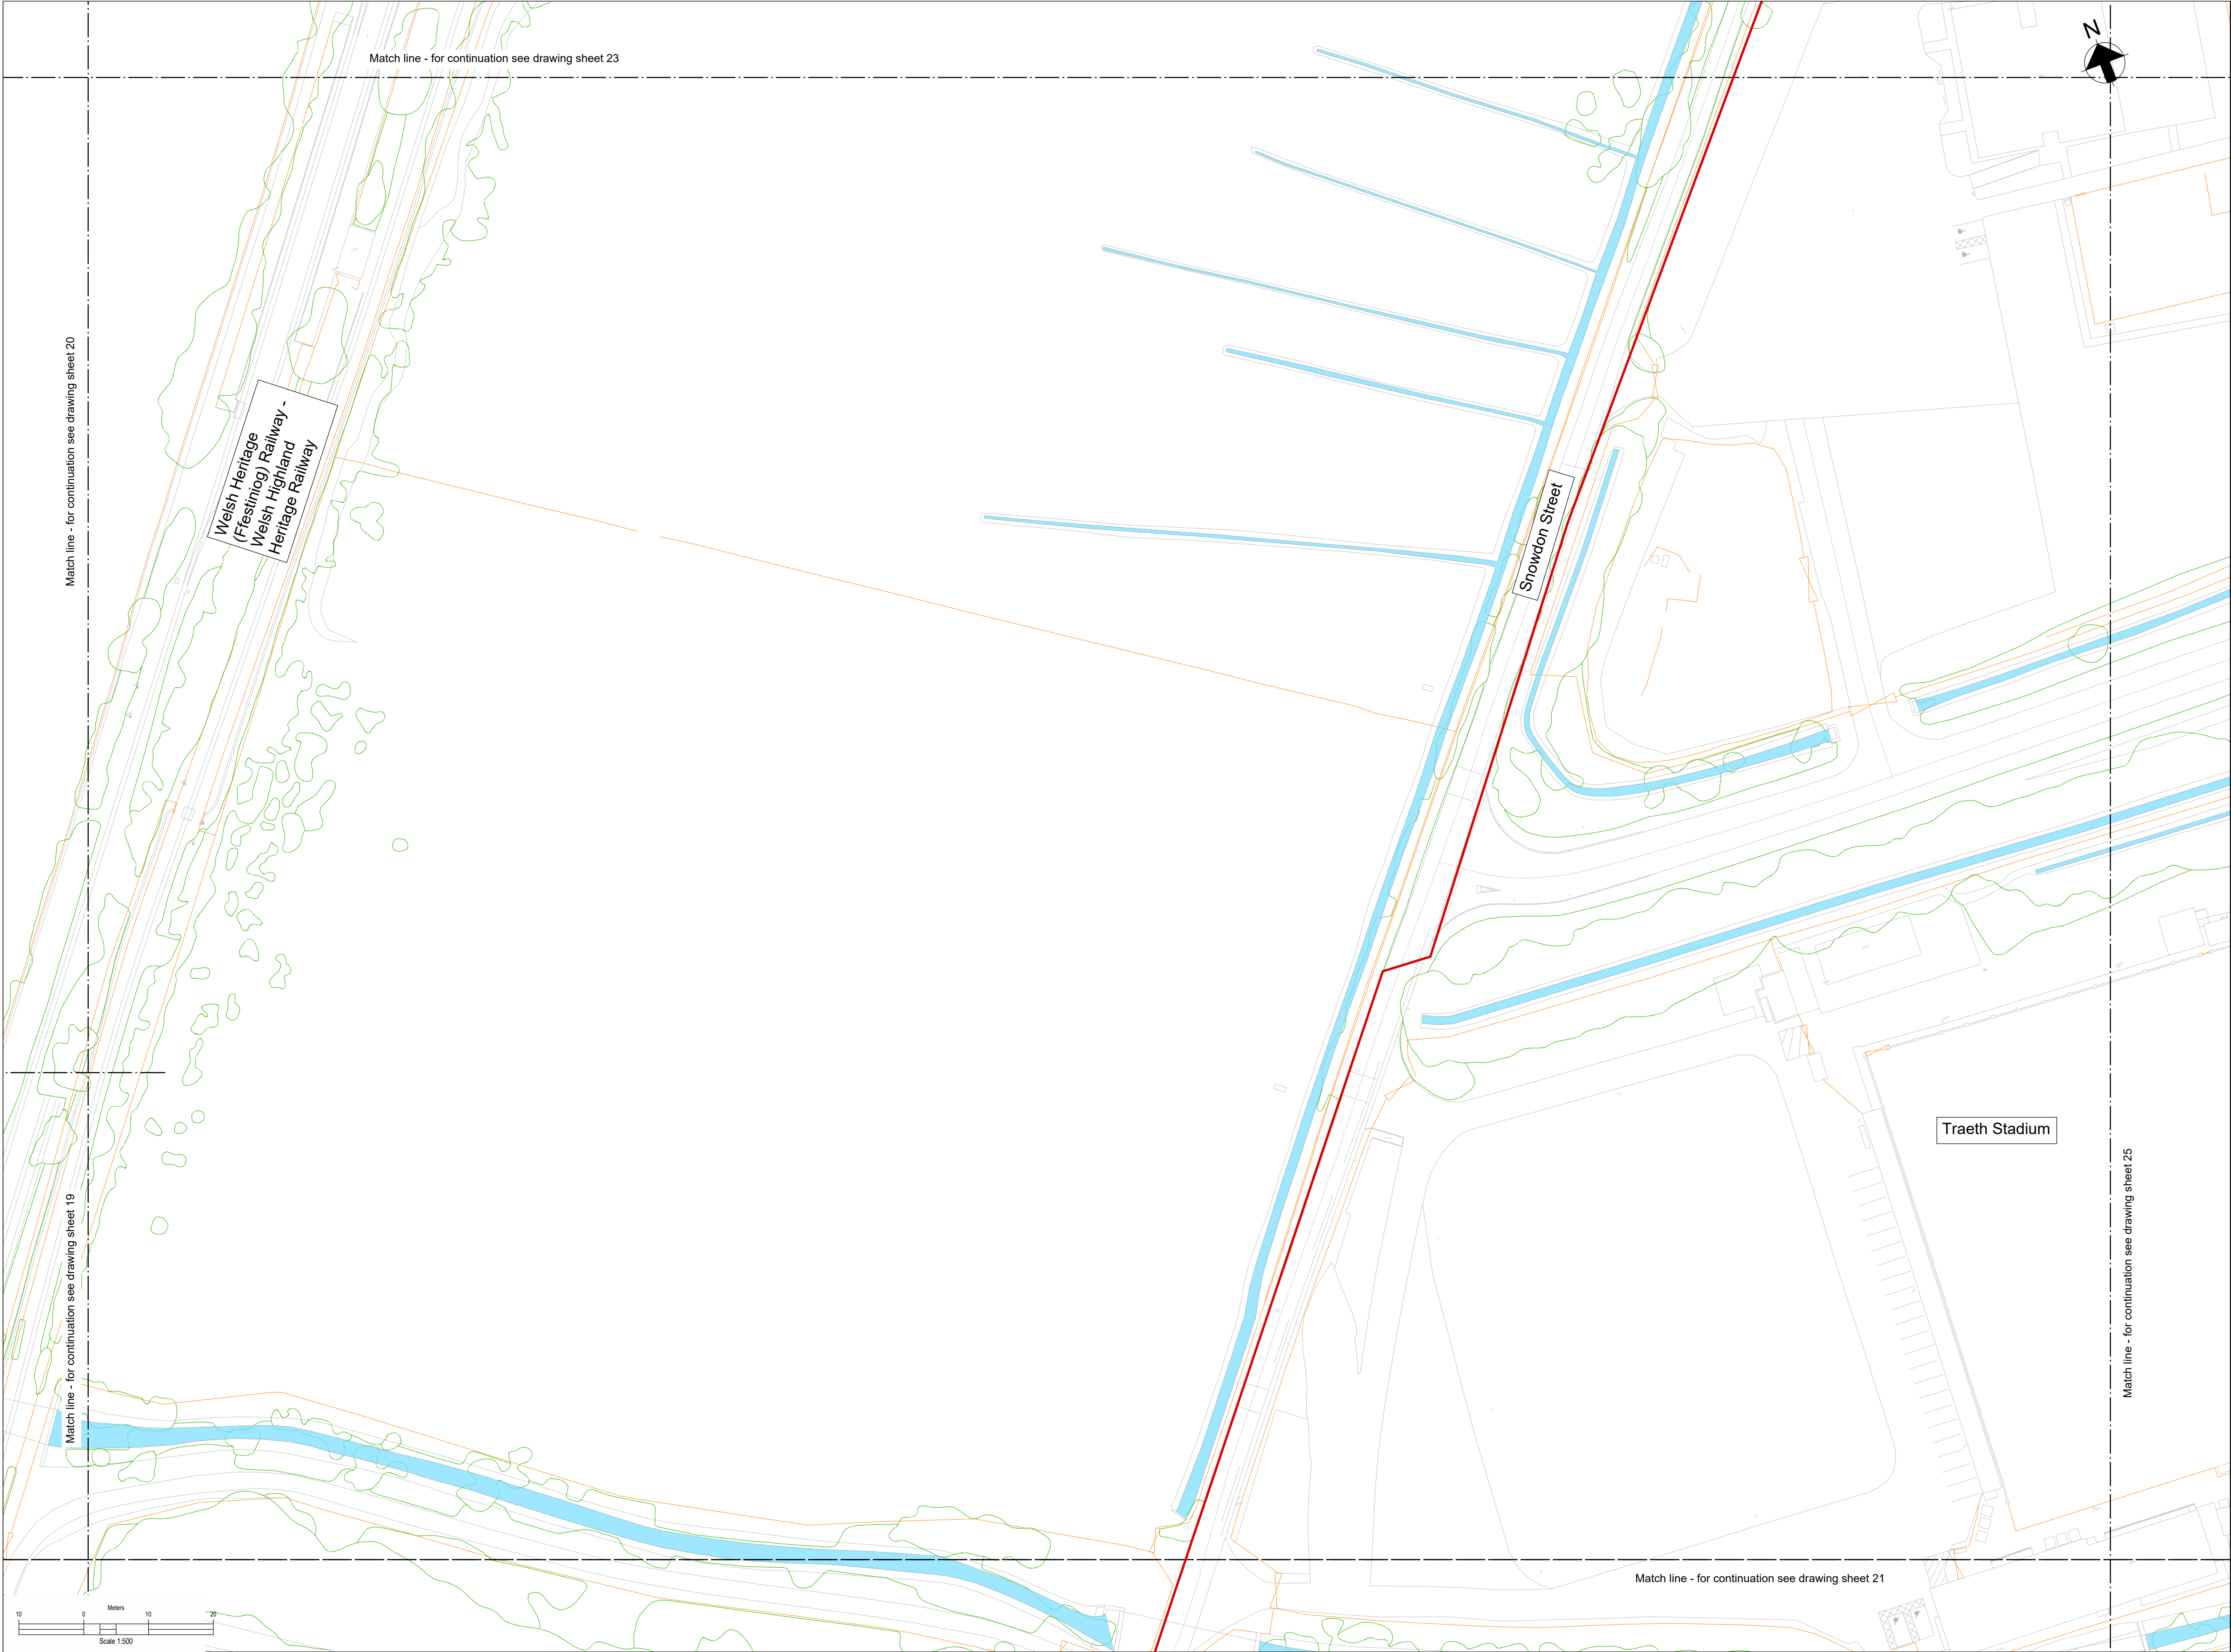 Match line - for continuation see drawing sheet 23
N
Match line - for continuation see drawing sheet 20
Welsh Heritage
(Ffestiniog) Railway -
Welsh Highland
Heritage Railway
Snowdon Street
Traeth Stadium
Match line - for continuation see drawing sheet 19
Match line - for continuation see drawing sheet 25
Match line - for continuation see drawing sheet 21
Meters
10 0 10 20
Scale 1:500